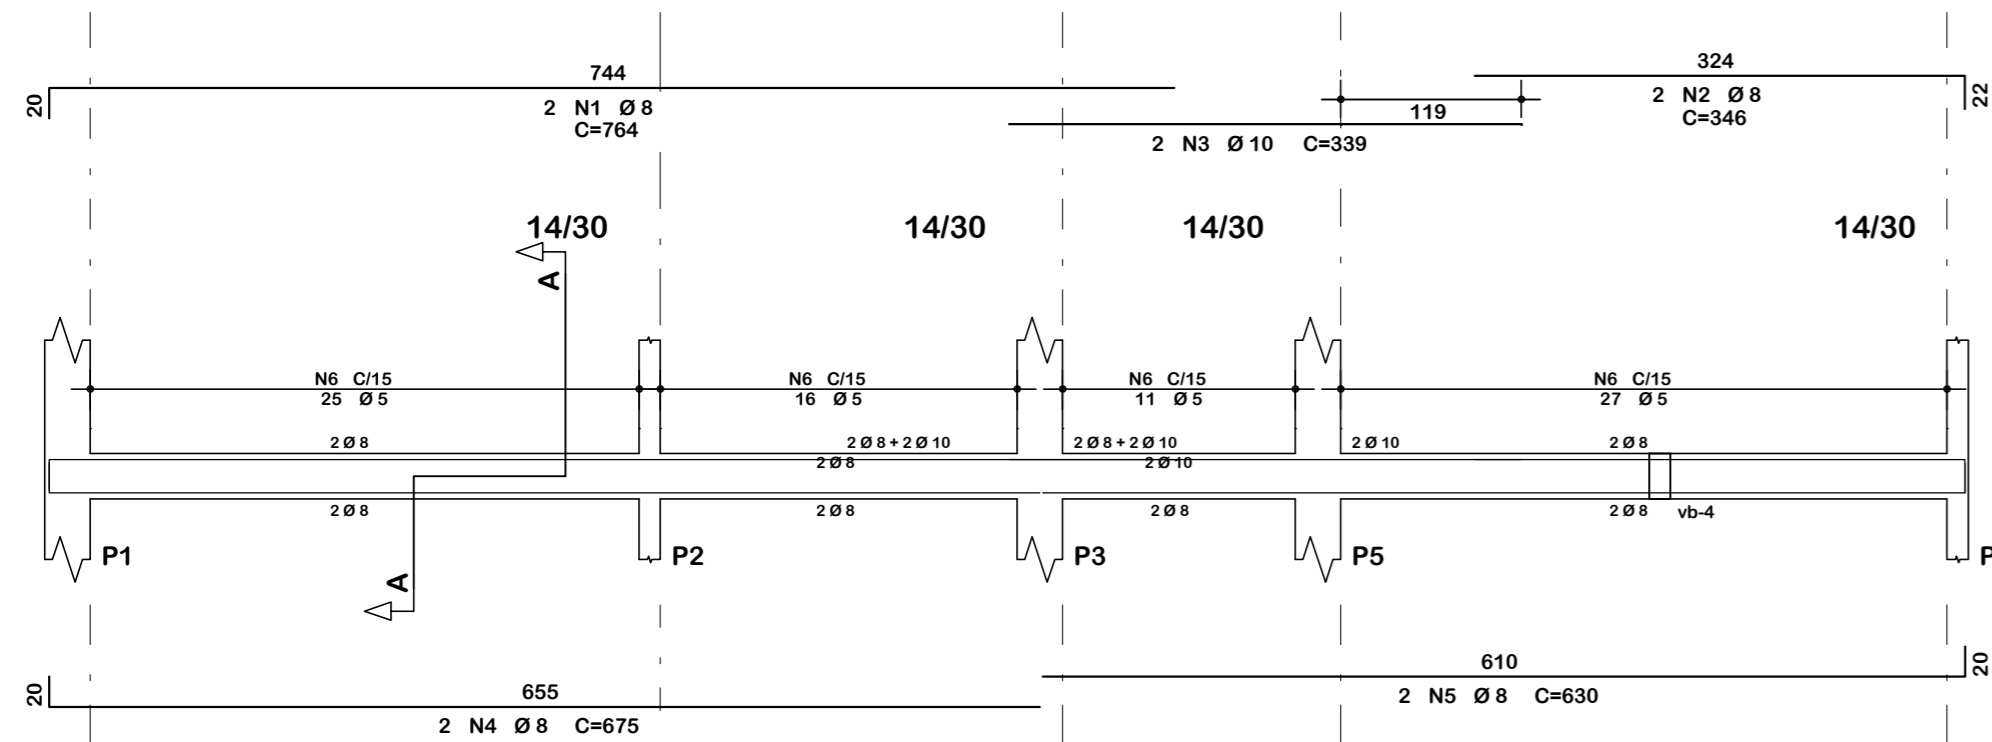 744
324
20
2 N1 Ø 8
C=764
119
2 N2 Ø 8
C=346
22
2 N3 Ø 10 C=339
14/30
14/30
14/30
14/30
A
N6 C/15
25 Ø 5
N6 C/15
16 Ø 5
N6 C/15
11 Ø 5
N6 C/15
27 Ø 5
2 Ø 8
2 Ø 8 + 2 Ø 10
2 Ø 8 + 2 Ø 10
2 Ø 10
2 Ø 8
2 Ø 8
2 Ø 10
2 Ø 8
2 Ø 8
2 Ø 8
2 Ø 8
vb-4
P1
P2
P3
P5
P
A
20
655
2 N4 Ø 8 C=675
610
2 N5 Ø 8 C=630
20